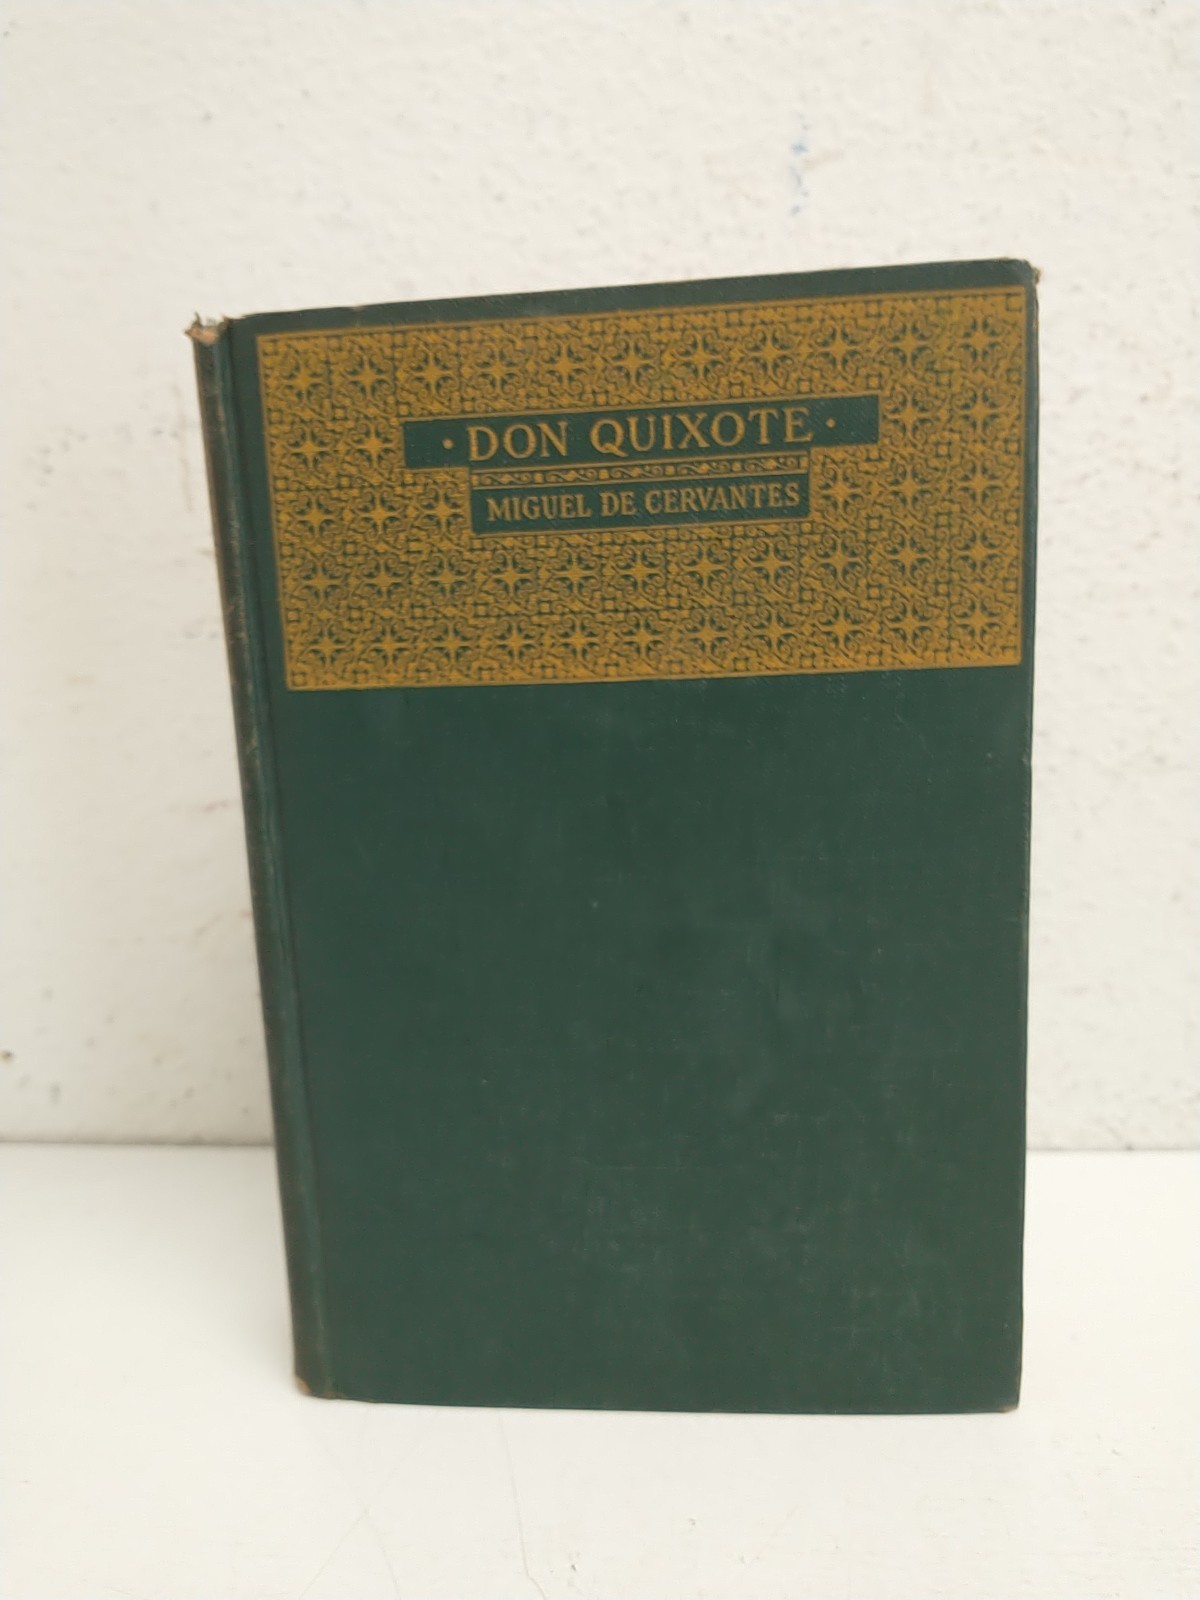 · DON QUIXOTE ·
MIGUEL DE CERVANTES